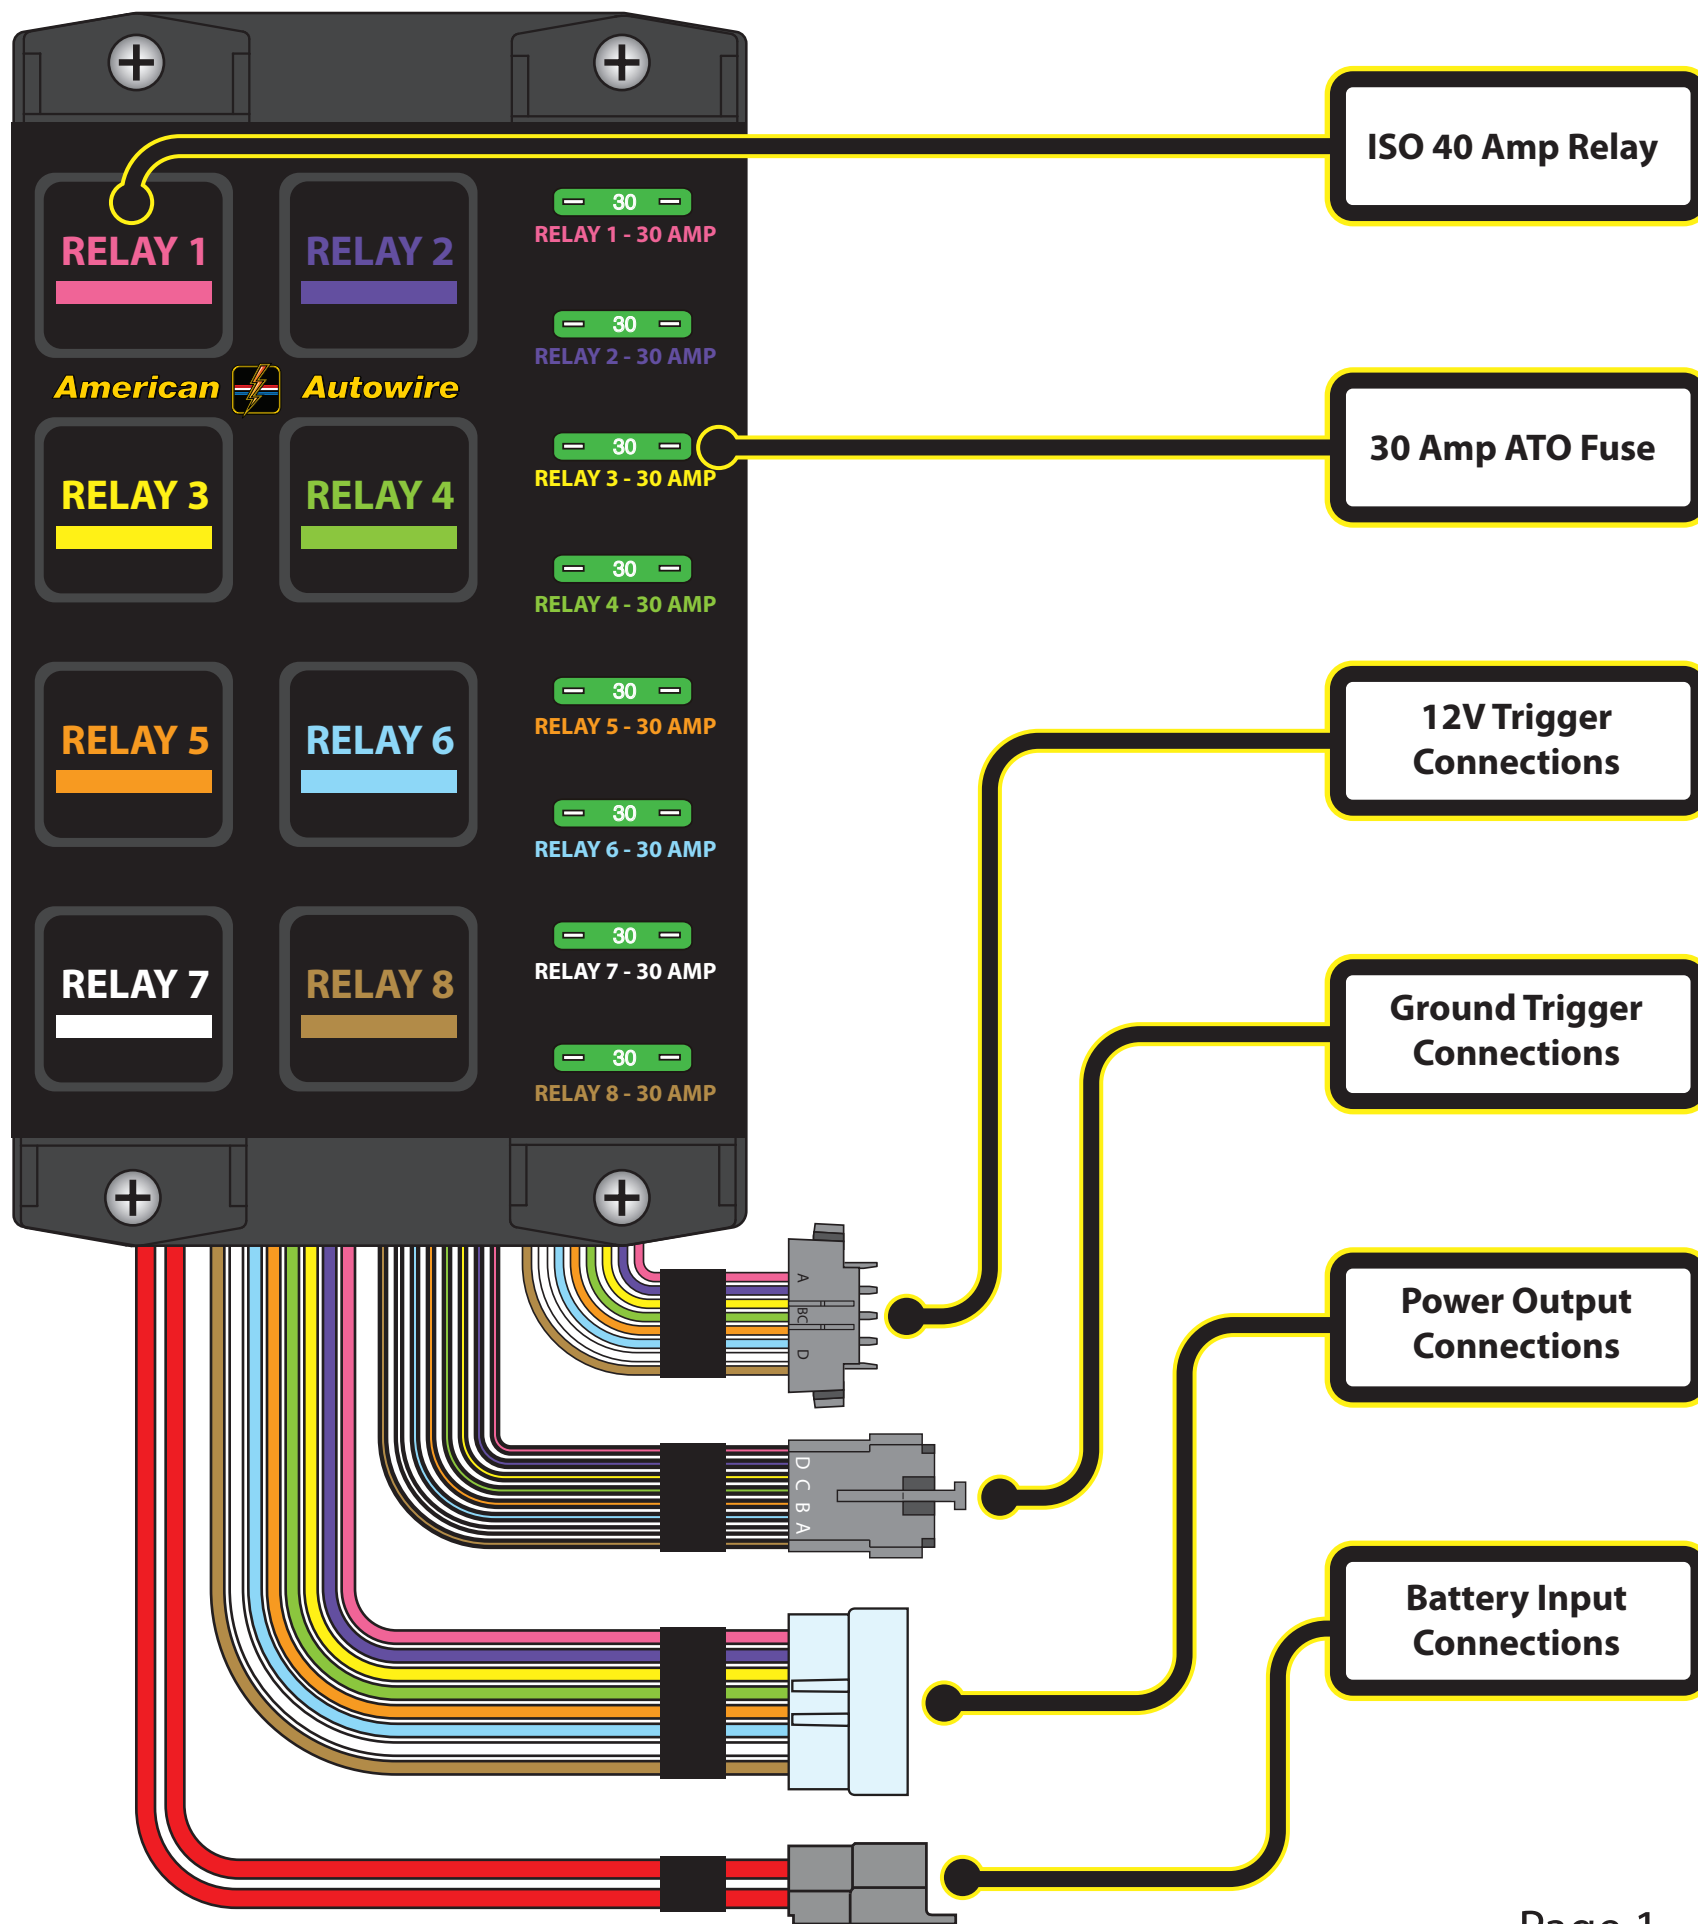 ISO 40 Amp Relay
RELAY 1
RELAY 2
30
RELAY 1 - 30 AMP
30
RELAY 2 - 30 AMP
American Autowire
30 Amp ATO Fuse
RELAY 3
RELAY 4
30
RELAY 3 - 30 AMP
30
RELAY 4 - 30 AMP
12V Trigger
Connections
RELAY 5
RELAY 6
30
RELAY 5 - 30 AMP
30
RELAY 6 - 30 AMP
Ground Trigger
Connections
RELAY 7
RELAY 8
30
RELAY 7 - 30 AMP
30
RELAY 8 - 30 AMP
A
BC
D
Power Output
Connections
D C B A
Battery Input
Connections
Page 1